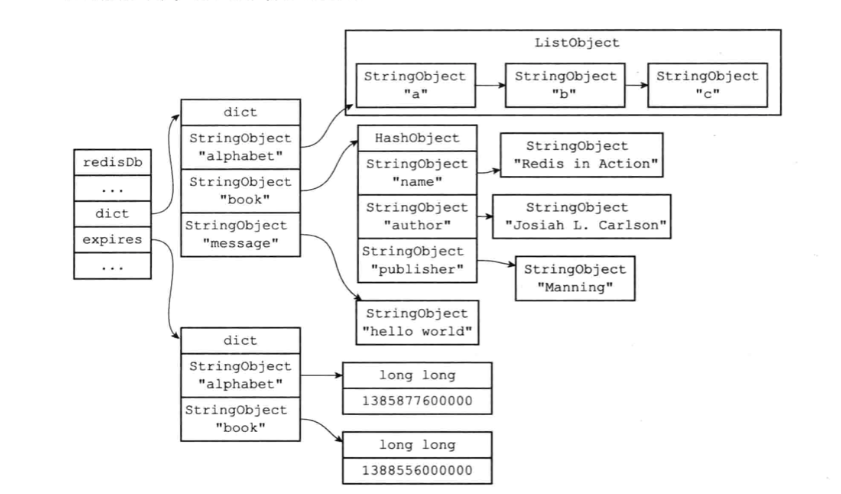 ListObject
StringObject
"a"
StringObject
"b"
StringObject
"c"
dict
StringObject
"alphabet"
StringObject
"book"
StringObject
"message"
redisDb
...
dict
expires
...
HashObject
StringObject
"name"
StringObject
"author"
StringObject
"publisher"
StringObject
"Redis in Action"
StringObject
"Josiah L. Carlson"
StringObject
"Manning"
StringObject
"hello world"
dict
StringObject
"alphabet"
StringObject
"book"
long long
1385877600000
long long
1388556000000